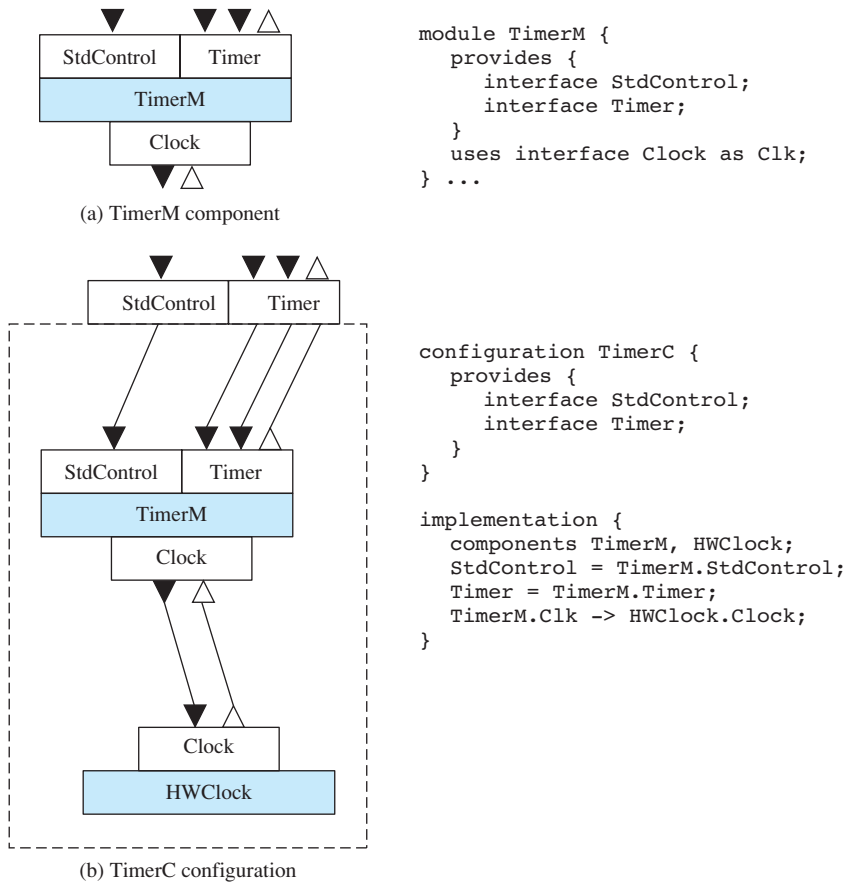 StdControl Timer
TimerM
Clock
(a) TimerM component
module TimerM {
provides {
interface StdControl;
interface Timer;
}
uses interface Clock as Clk;
} ...
StdControl Timer
StdControl Timer
TimerM
Clock
Clock
HWClock
(b) TimerC configuration
configuration TimerC {
provides {
interface StdControl;
interface Timer;
}
}
implementation {
components TimerM, HWClock;
StdControl = TimerM.StdControl;
Timer = TimerM.Timer;
TimerM.Clk -> HWClock.Clock;
}